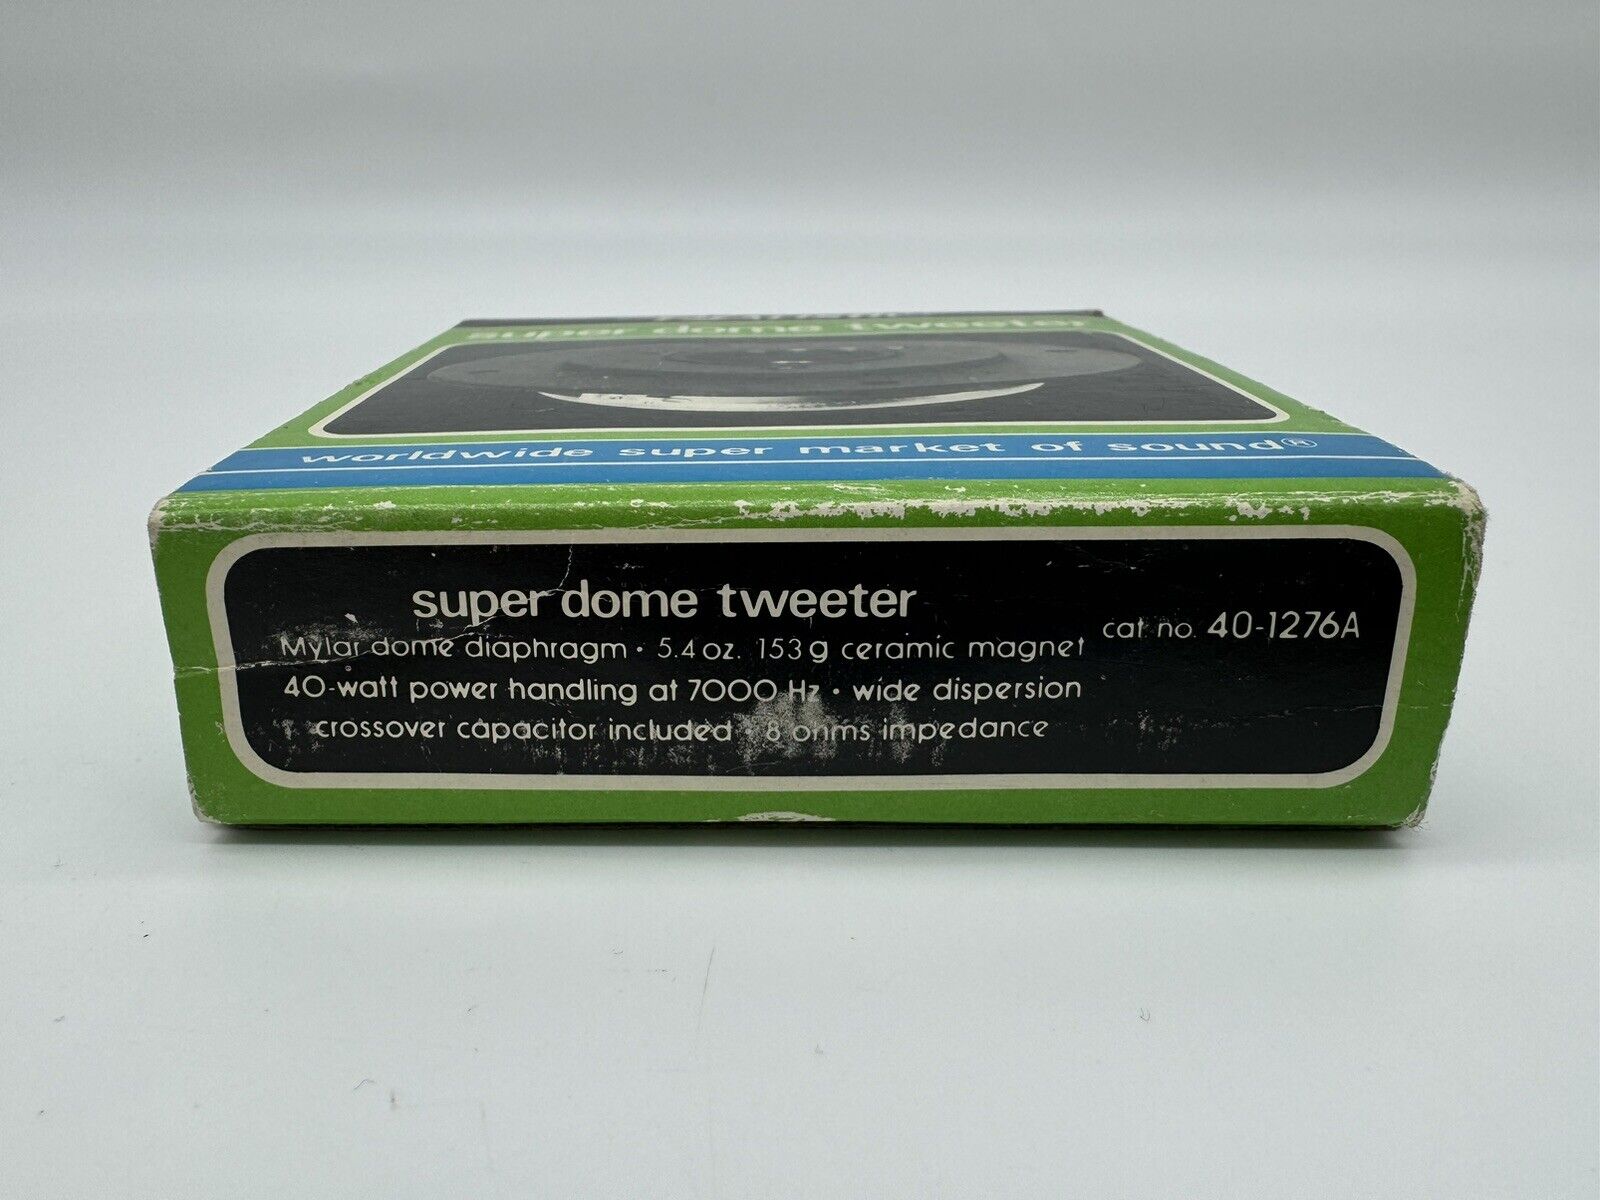 super dome tweeter
worldwide super market of sound®
super dome tweeter
Mylar dome diaphragm • 5.4 oz. 153 g ceramic magnet
cat. no. 40-1276A
40-watt power handling at 7000 Hz • wide dispersion
crossover capacitor included • 8 ohms impedance